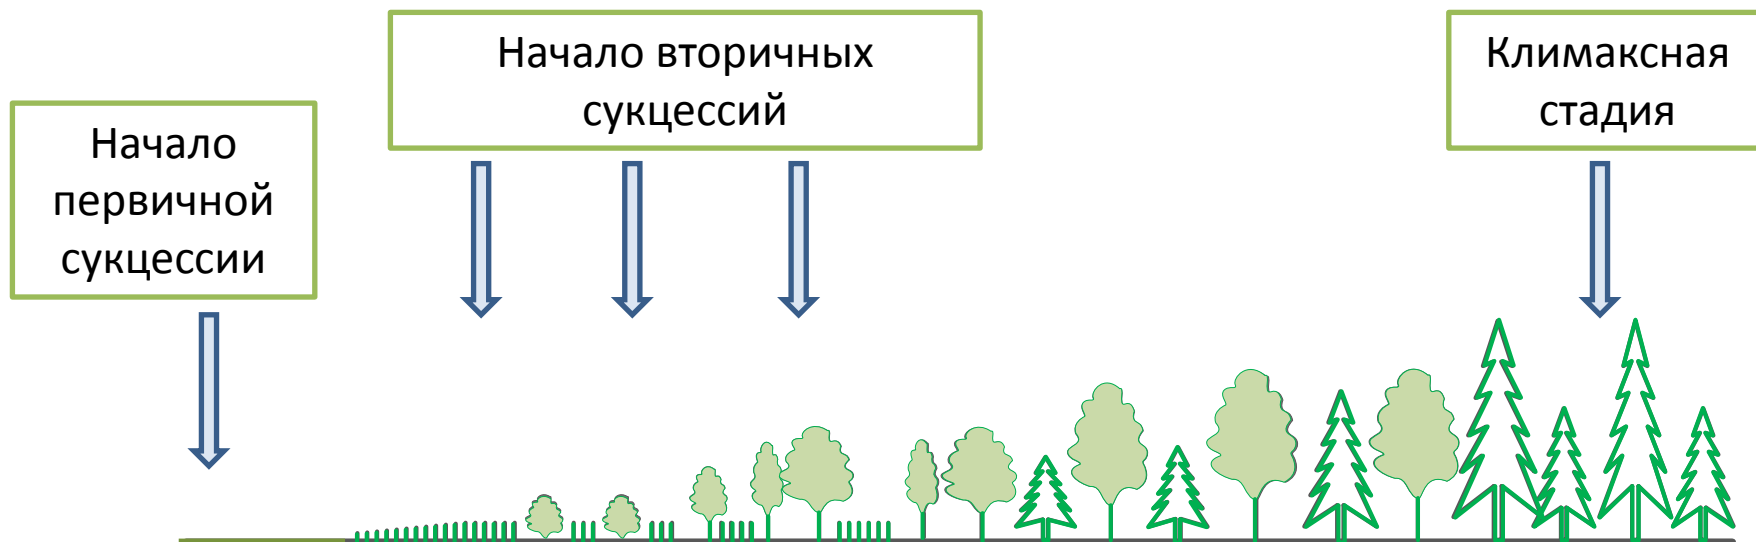 Начало
первичной
сукцессии
Начало вторичных
сукцессий
Климаксная
стадия